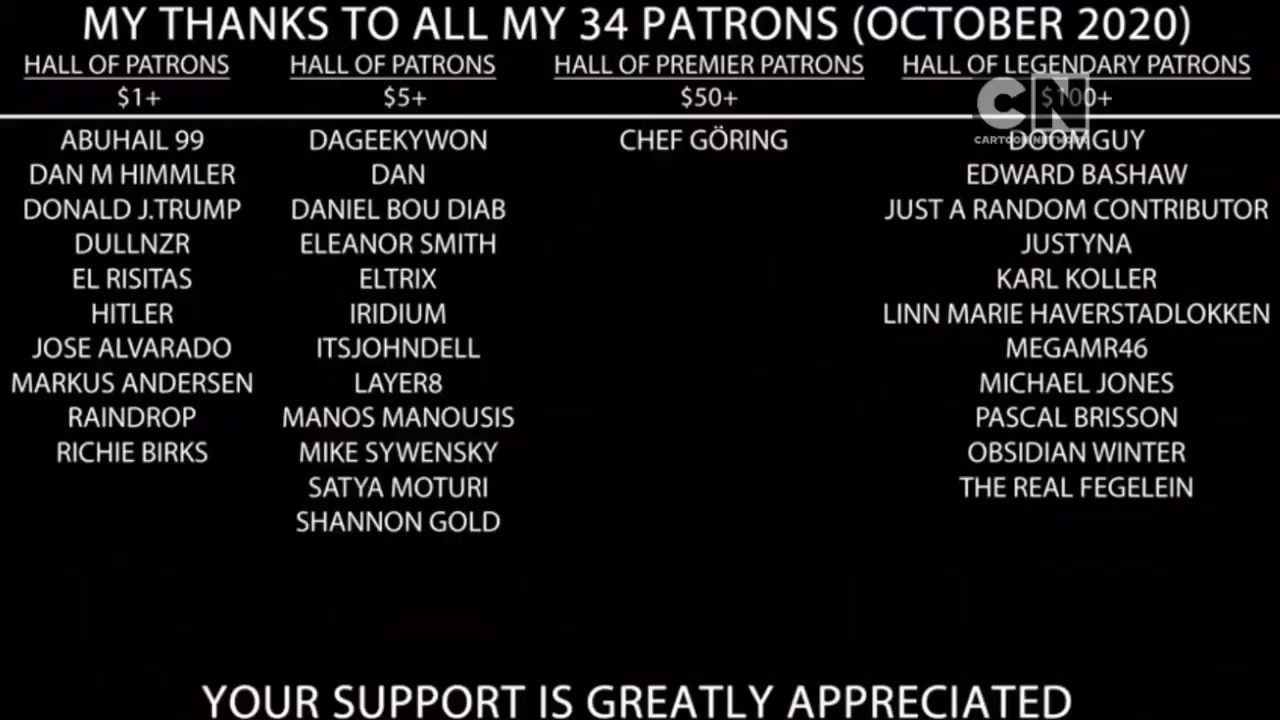 MY THANKS TO ALL MY 34 PATRONS (OCTOBER 2020)
HALL OF PATRONS
$1+
ABUHAIL 99
DAN M HIMMLER
DONALD J.TRUMP
DULLNZR
EL RISITAS
HITLER
JOSE ALVARADO
MARKUS ANDERSEN
RAINDROP
RICHIE BIRKS
HALL OF PATRONS
$5+
DAGEEKYWON
DAN
DANIEL BOU DIAB
ELEANOR SMITH
ELTRIX
IRIDIUM
ITSJOHNDELL
LAYER8
MANOS MANOUSIS
MIKE SYWENSKY
SATYA MOTURI
SHANNON GOLD
HALL OF PREMIER PATRONS
$50+
CHEF GÖRING
HALL OF LEGENDARY PATRONS
$100+
DOOMGUY
EDWARD BASHAW
JUST A RANDOM CONTRIBUTOR
JUSTYNA
KARL KOLLER
LINN MARIE HAVERSTADLOKKEN
MEGAMR46
MICHAEL JONES
PASCAL BRISSON
OBSIDIAN WINTER
THE REAL FEGELEIN
CN
CARTOON NETWORK
YOUR SUPPORT IS GREATLY APPRECIATED